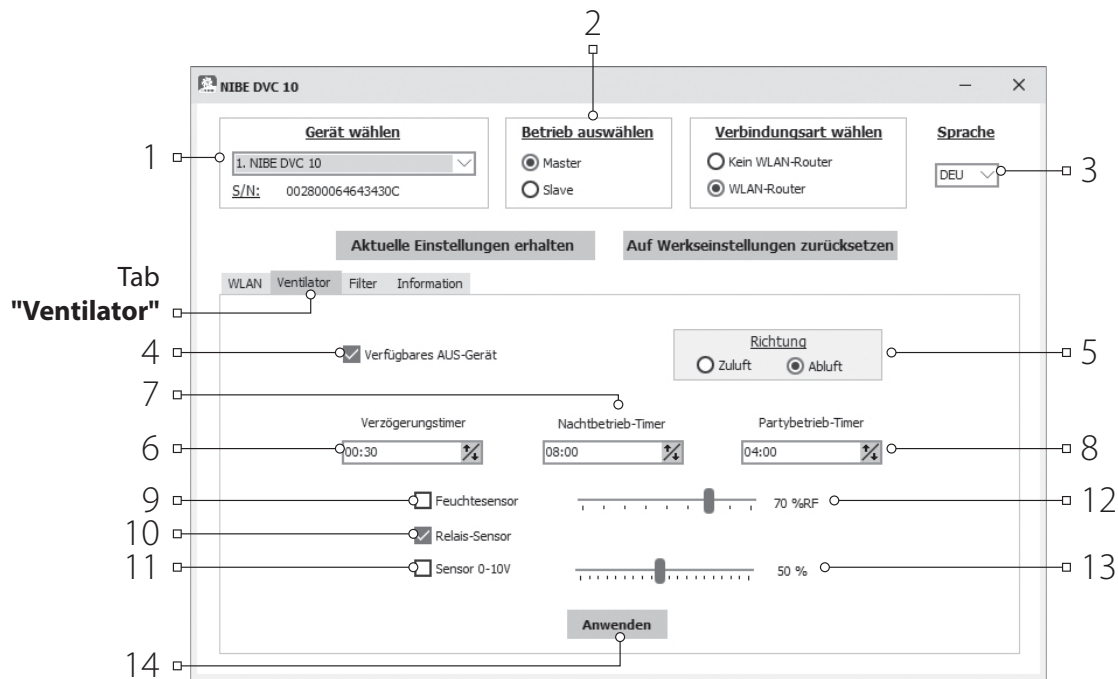 2
NIBE DVC 10
Gerät wählen
Betrieb auswählen
Verbindungsart wählen
Sprache
1
1. NIBE DVC 10
Master
Kein WLAN-Router
DEU
3
S/N: 002800064643430C
Slave
WLAN-Router
Aktuelle Einstellungen erhalten
Auf Werkseinstellungen zurücksetzen
Tab
"Ventilator"
WLAN Ventilator Filter Information
4
Verfügbares AUS-Gerät
Richtung
Zuluft Abluft
5
7
Verzögerungstimer
Nachtbetrieb-Timer
Partybetrieb-Timer
6
00:30
08:00
04:00
8
9
Feuchtesensor
70 %RF
12
10
Relais-Sensor
11
Sensor 0-10V
50 %
13
Anwenden
14